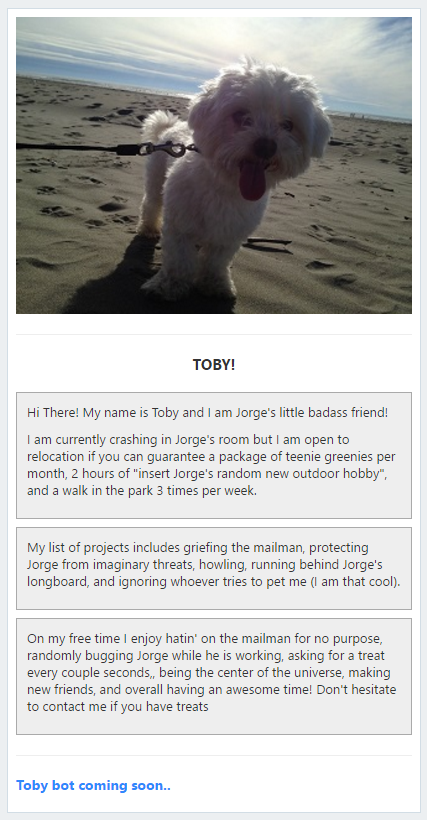 TOBY!
Hi There! My name is Toby and I am Jorge's little badass friend!
I am currently crashing in Jorge's room but I am open to
relocation if you can guarantee a package of teenie greenies per
month, 2 hours of "insert Jorge's random new outdoor hobby",
and a walk in the park 3 times per week.
My list of projects includes griefing the mailman, protecting
Jorge from imaginary threats, howling, running behind Jorge's
longboard, and ignoring whoever tries to pet me (I am that cool).
On my free time I enjoy hatin' on the mailman for no purpose,
randomly bugging Jorge while he is working, asking for a treat
every couple seconds,, being the center of the universe, making
new friends, and overall having an awesome time! Don't hesitate
to contact me if you have treats
Toby bot coming soon..